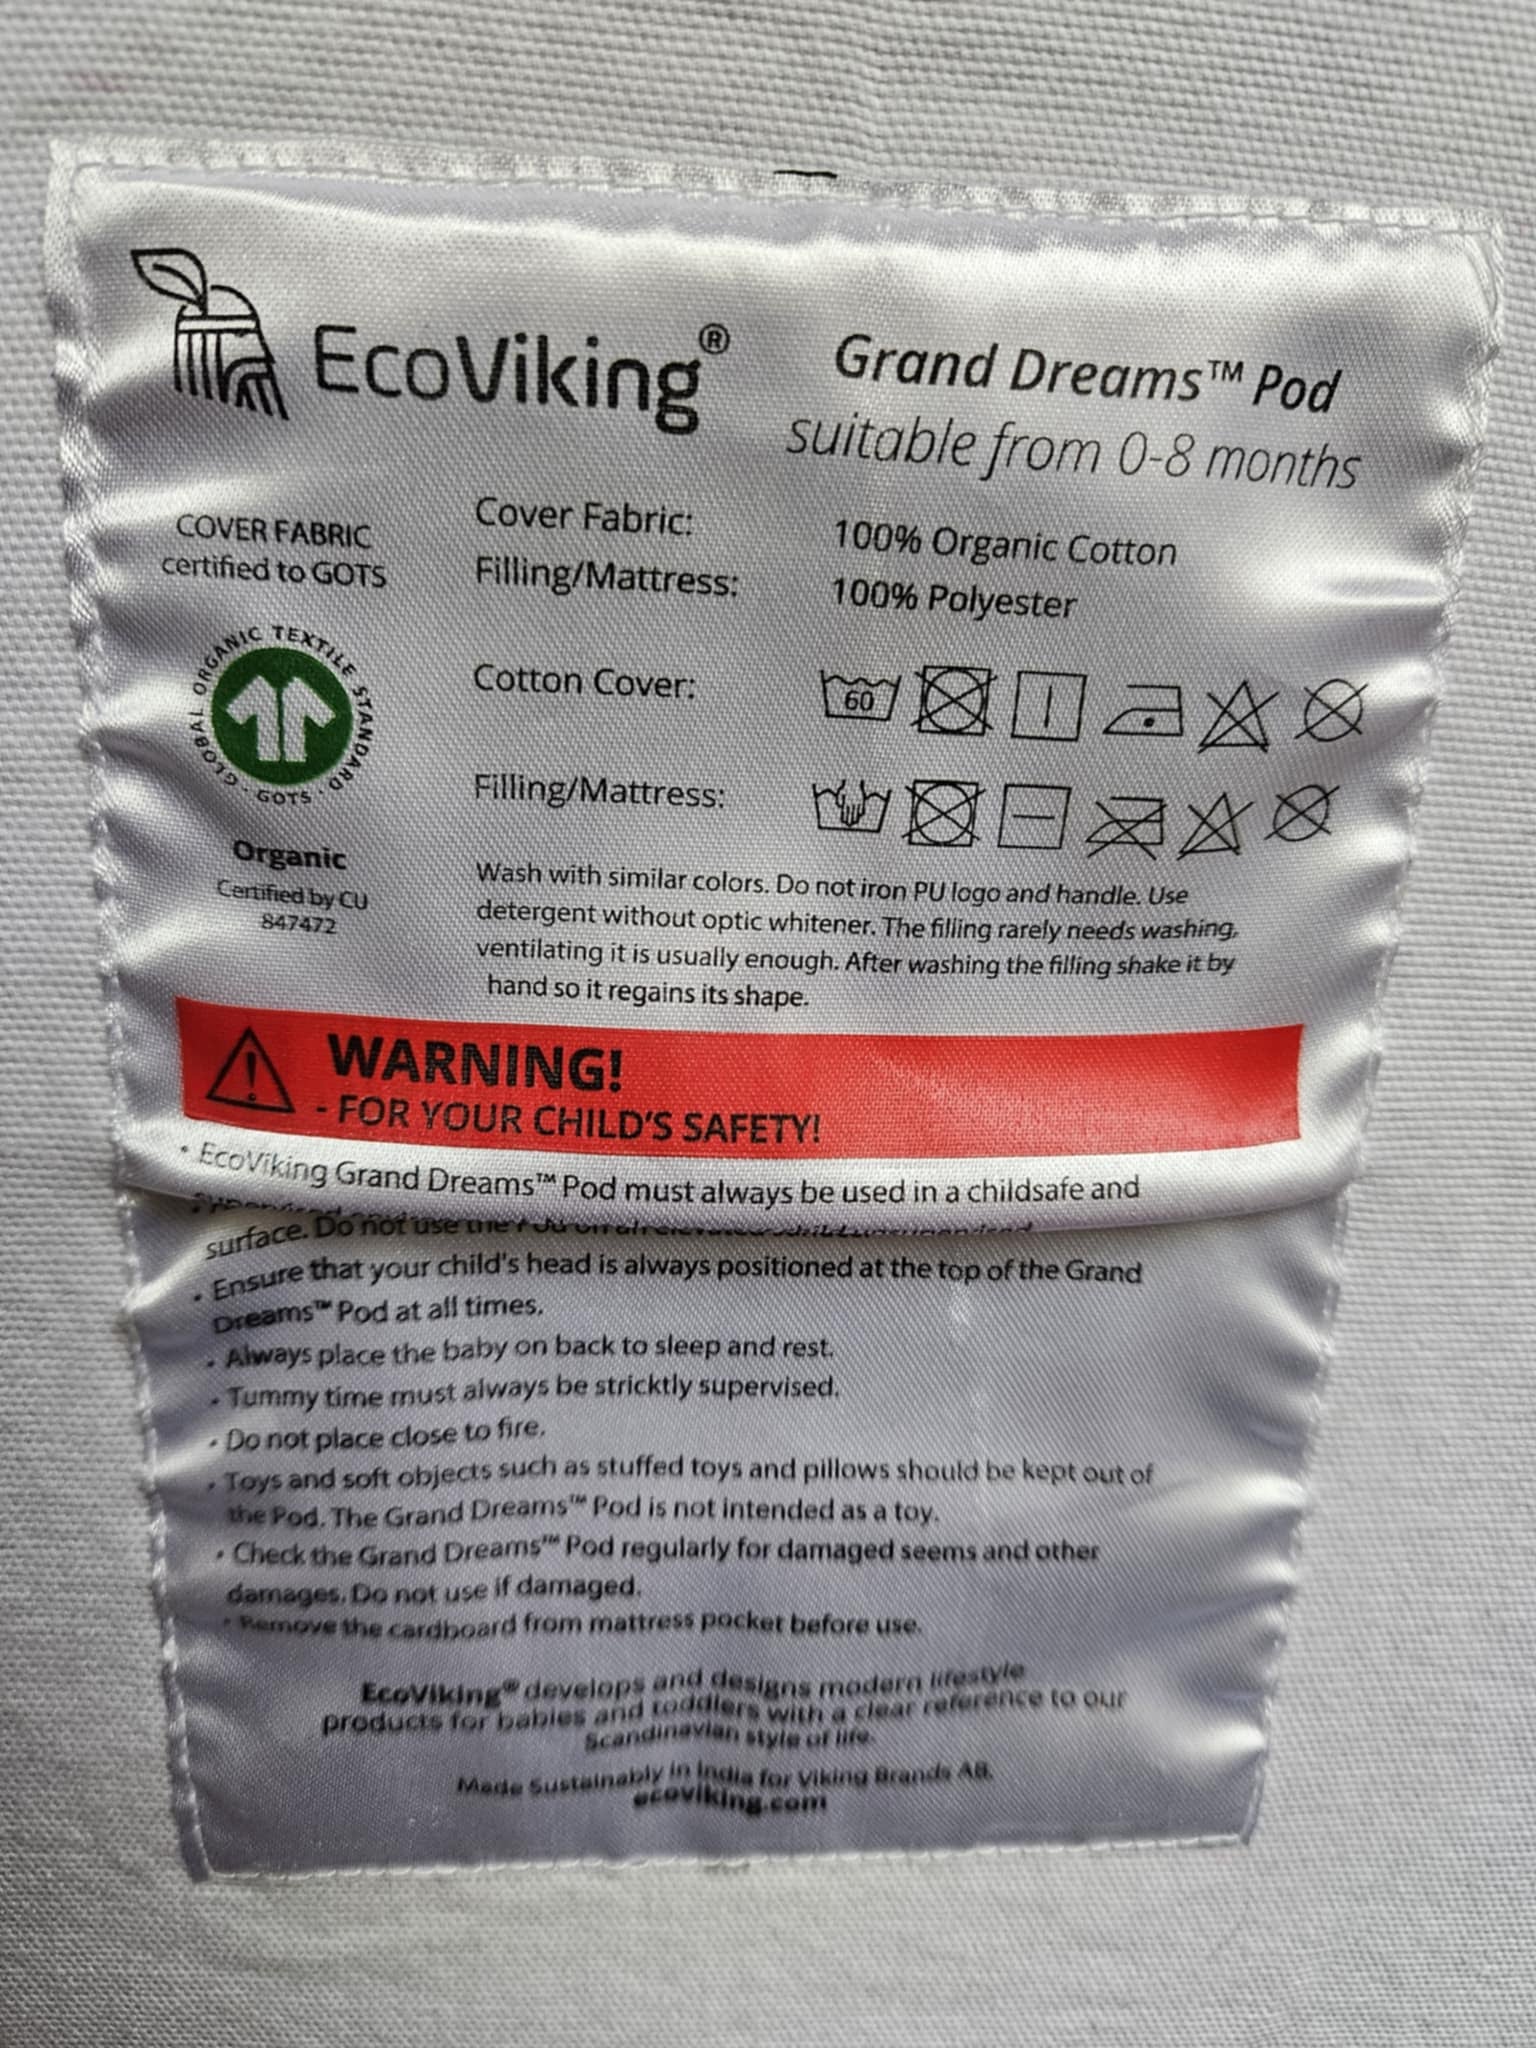 EcoViking®
Grand Dreams™ Pod
suitable from 0-8 months
COVER FABRIC
certified to GOTS
GLOBAL ORGANIC TEXTILE STANDARD · GOTS ·
Organic
Certified by CU
847472
Cover Fabric: 100% Organic Cotton
Filling/Mattress: 100% Polyester
Cotton Cover: 60
Filling/Mattress:
Wash with similar colors. Do not iron PU logo and handle. Use
detergent without optic whitener. The filling rarely needs washing,
ventilating it is usually enough. After washing the filling shake it by
hand so it regains its shape.
WARNING!
- FOR YOUR CHILD'S SAFETY!
• EcoViking Grand Dreams™ Pod must always be used in a childsafe and
surface. Do not use the Pod on
• Ensure that your child's head is always positioned at the top of the Grand
Dreams™ Pod at all times.
• Always place the baby on back to sleep and rest.
• Tummy time must always be stricktly supervised.
• Do not place close to fire.
• Toys and soft objects such as stuffed toys and pillows should be kept out of
the Pod. The Grand Dreams™ Pod is not intended as a toy.
• Check the Grand Dreams™ Pod regularly for damaged seems and other
damages. Do not use if damaged.
• Remove the cardboard from mattress pocket before use.
EcoViking® develops and designs modern lifestyle
products for babies and toddlers with a clear reference to our
Scandinavian style of life.
Made Sustainably in India for Viking Brands AB.
ecoviking.com